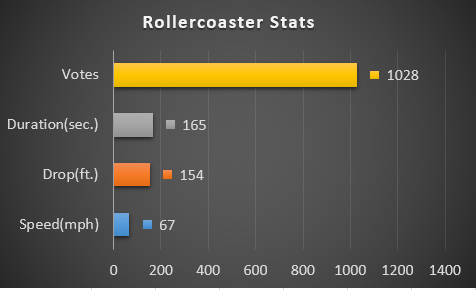 Rollercoaster Stats
Votes 1028
Duration(sec.) 165
Drop(ft.) 154
Speed(mph) 67
0 200 400 600 800 1000 1200 1400